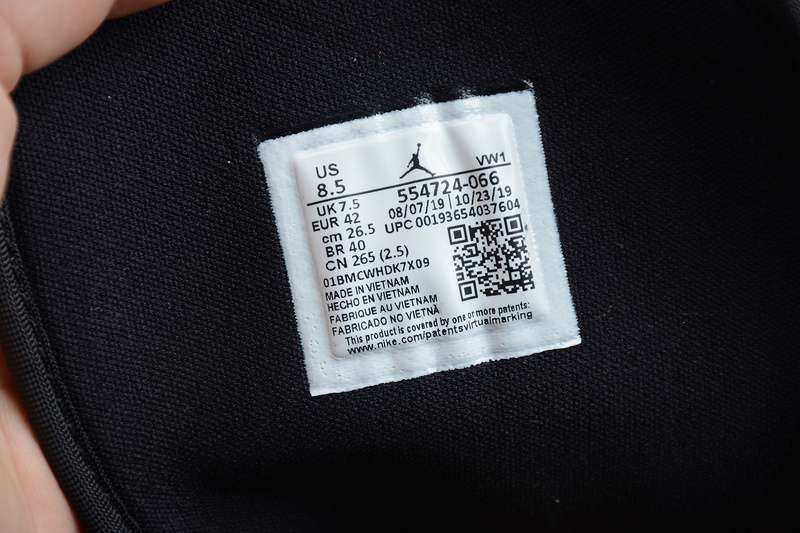 US
8.5
VW1
554724-066
UK 7.5
08/07/19 | 10/23/19
EUR 42
UPC 00193654037604
cm 26.5
BR 40
CN 265 (2.5)
01BMCWHDK7X09
MADE IN VIETNAM
HECHO EN VIETNAM
FABRIQUE AU VIETNAM
FABRICADO NO VIETNÃ
This product is covered by one or more patents:
www.nike.com/patentsvirtualmarking